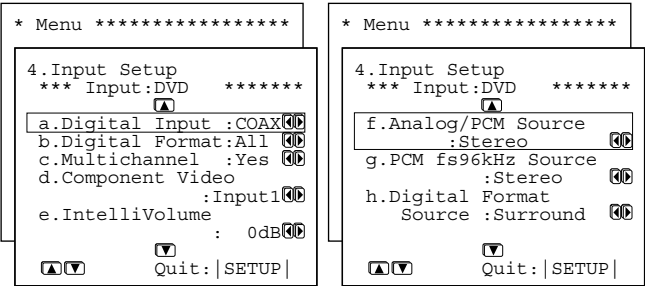 * Menu *****************
4.Input Setup
*** Input:DVD *******
a.Digital Input :COAX
b.Digital Format:All
c.Multichannel :Yes
d.Component Video
:Input1
e.IntelliVolume
: 0dB
Quit:|SETUP|
* Menu *****************
4.Input Setup
*** Input:DVD *******
f.Analog/PCM Source
:Stereo
g.PCM fs96kHz Source
:Stereo
h.Digital Format
Source :Surround
Quit:|SETUP|